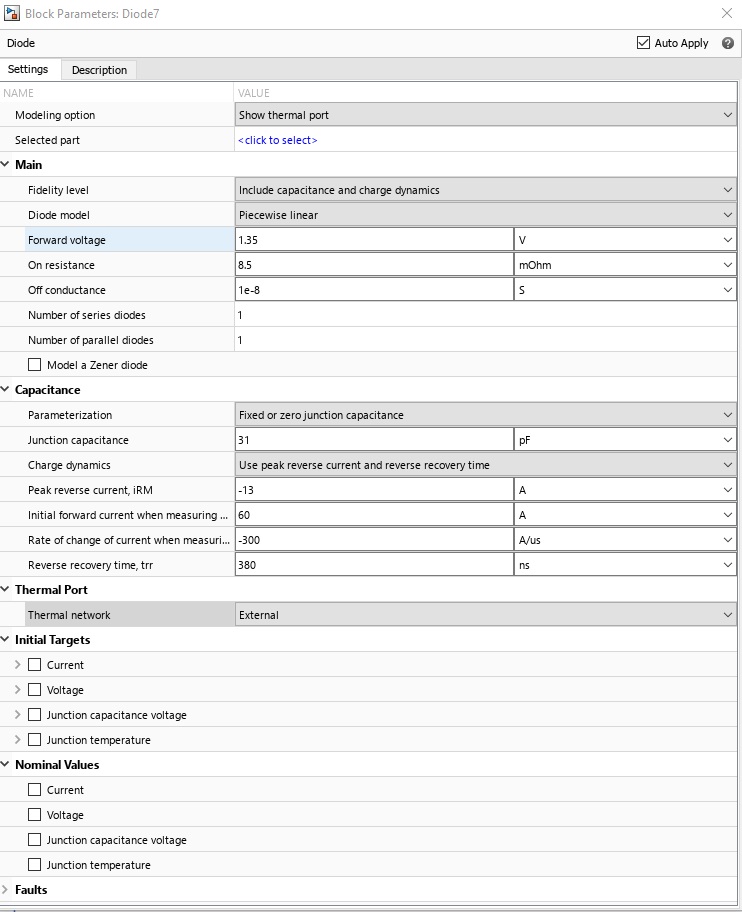 Block Parameters: Diode7
Diode
Auto Apply
Settings Description
NAME VALUE
Modeling option Show thermal port
Selected part <click to select>
Main
Fidelity level Include capacitance and charge dynamics
Diode model Piecewise linear
Forward voltage 1.35 V
On resistance 8.5 mOhm
Off conductance 1e-8 S
Number of series diodes 1
Number of parallel diodes 1
Model a Zener diode
Capacitance
Parameterization Fixed or zero junction capacitance
Junction capacitance 31 pF
Charge dynamics Use peak reverse current and reverse recovery time
Peak reverse current, iRM -13 A
Initial forward current when measuring ... 60 A
Rate of change of current when measuri... -300 A/us
Reverse recovery time, trr 380 ns
Thermal Port
Thermal network External
Initial Targets
Current
Voltage
Junction capacitance voltage
Junction temperature
Nominal Values
Current
Voltage
Junction capacitance voltage
Junction temperature
Faults